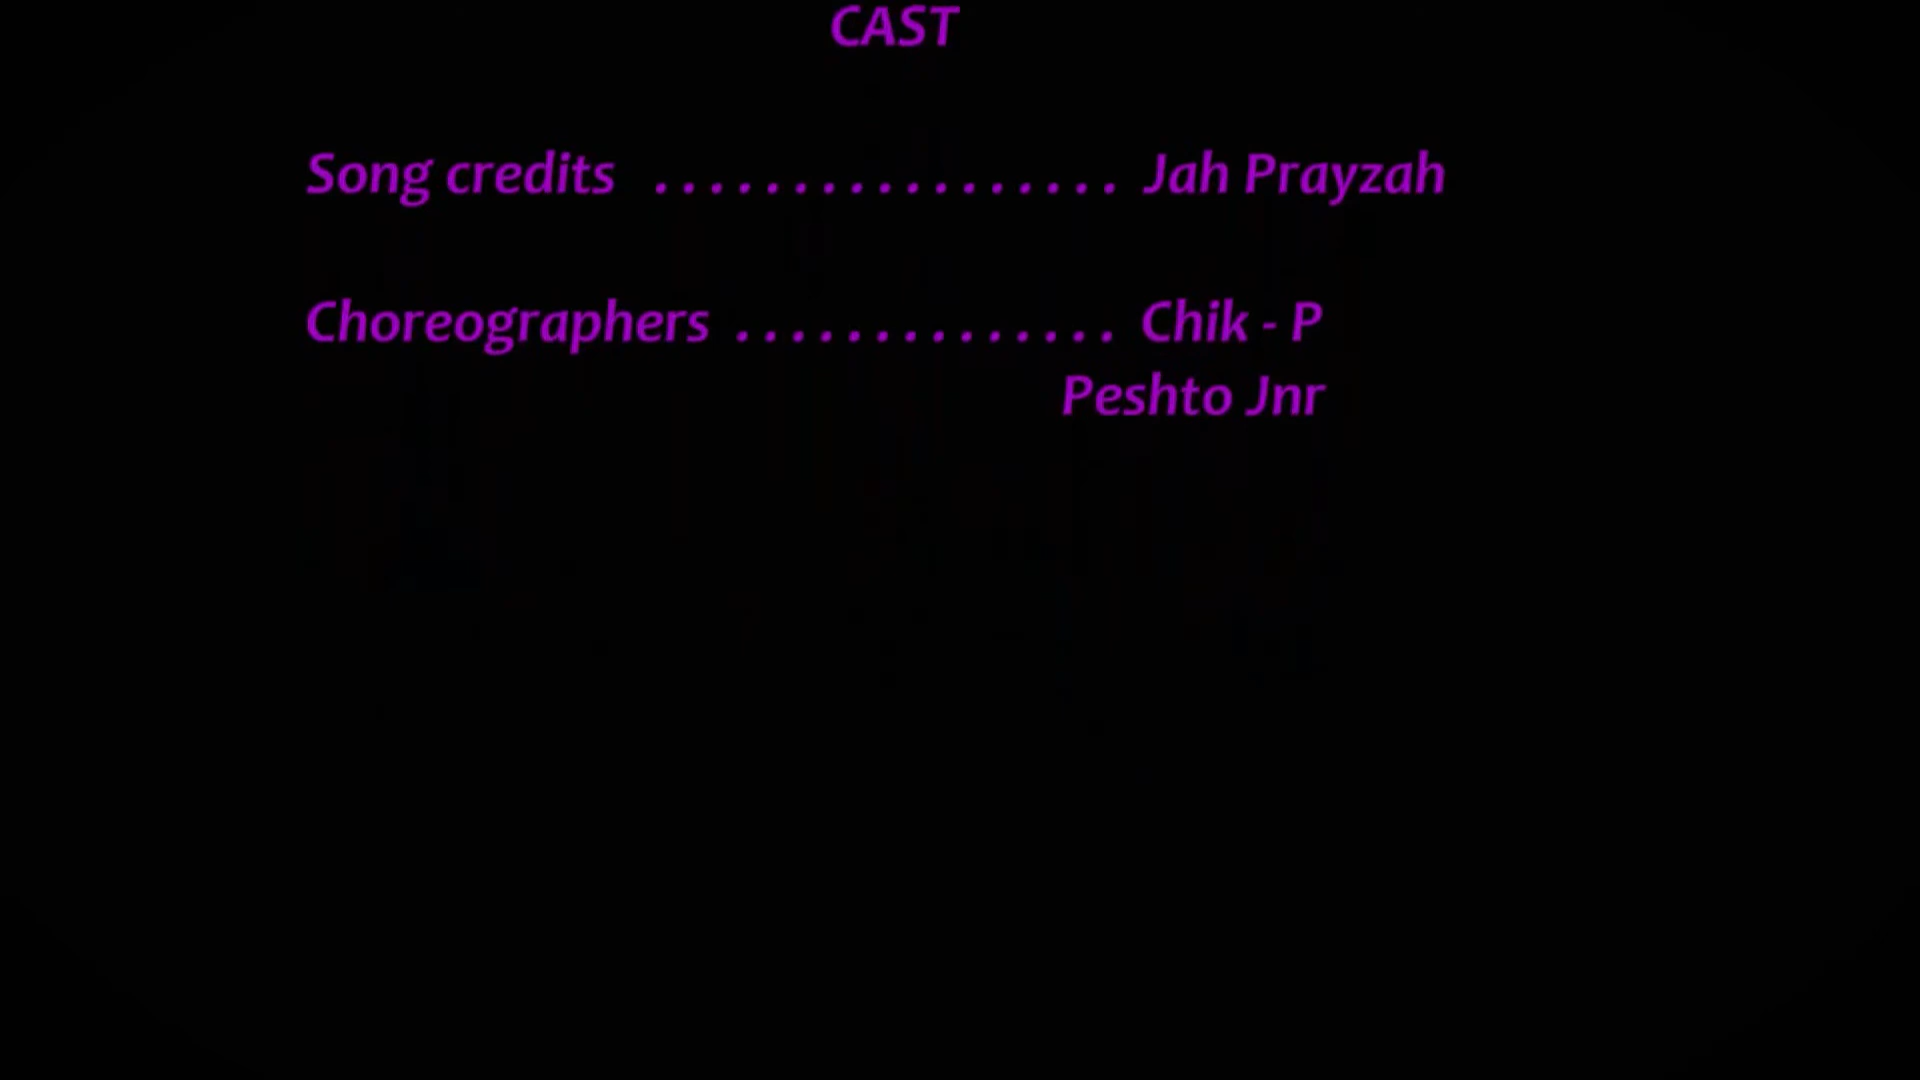 CAST
Song credits ................. Jah Prayzah
Choreographers .............. Chik - P
Peshto Jnr